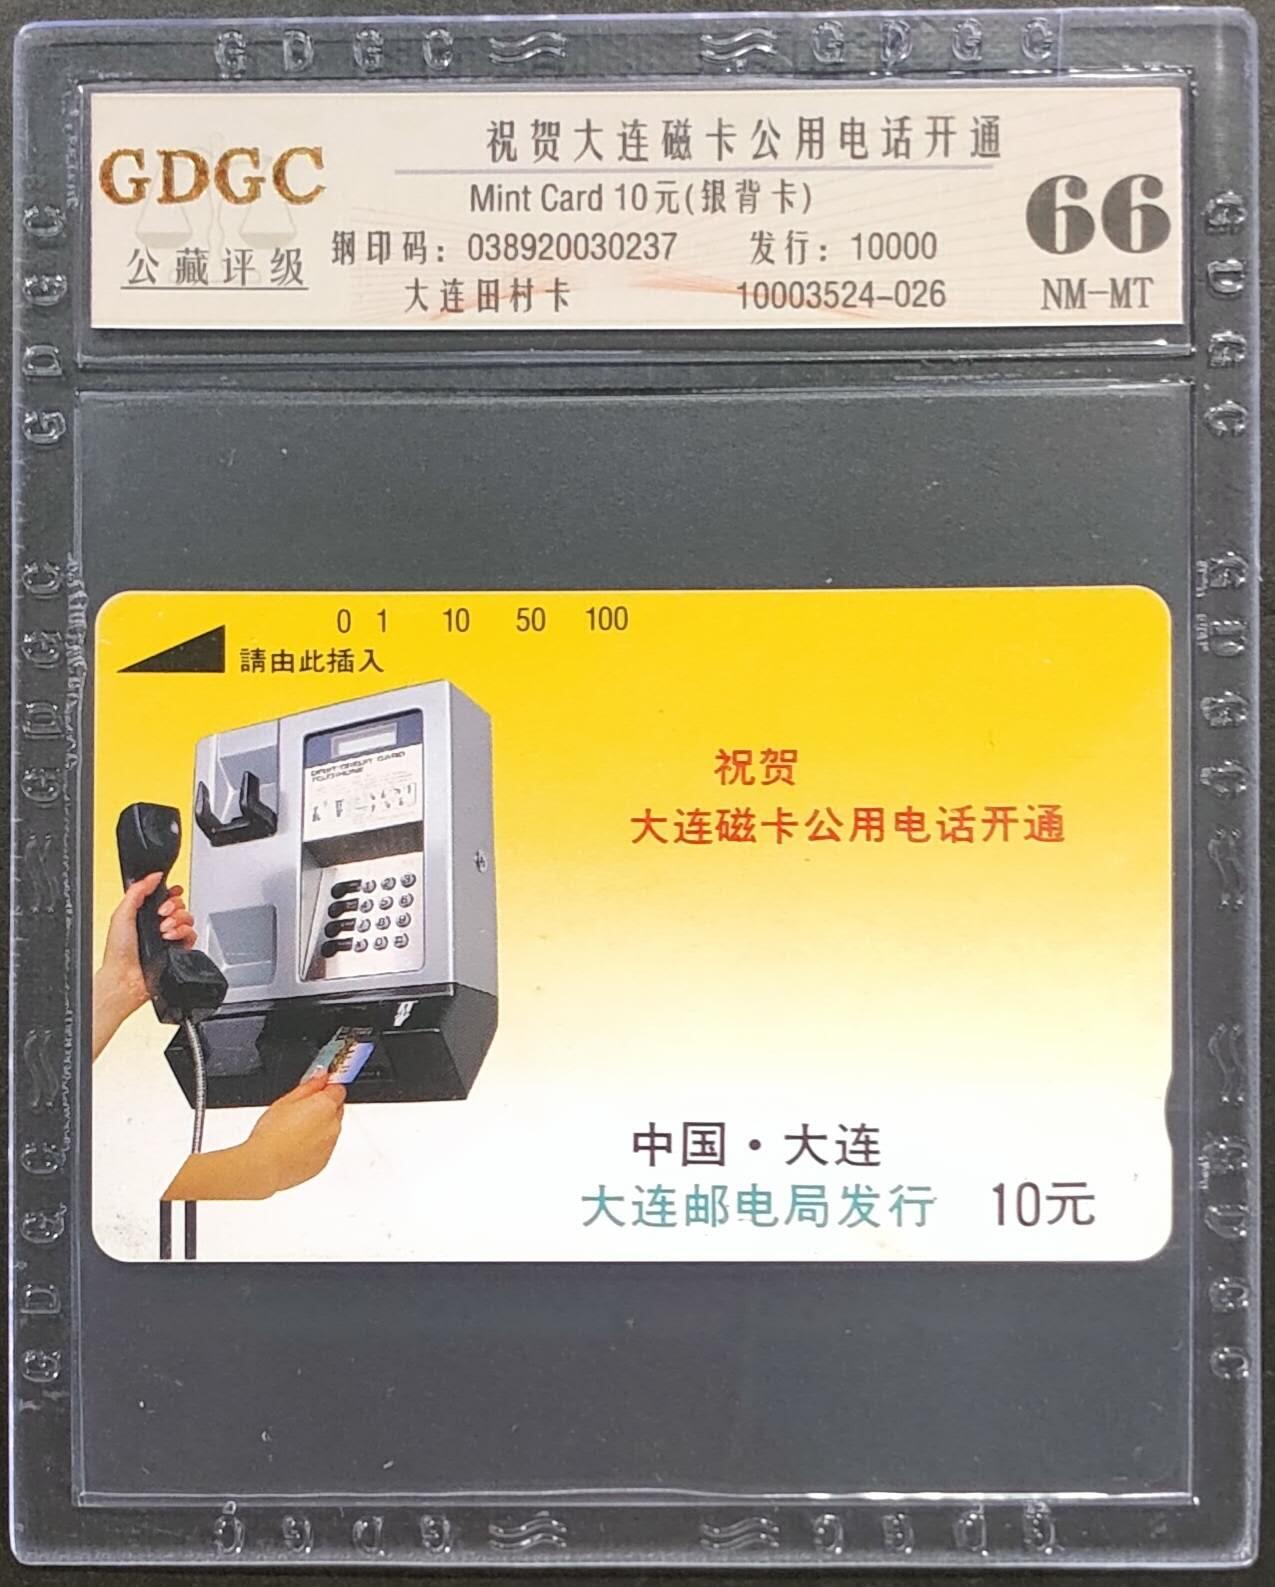 GDGC GDGC
GDGC
公藏评级
祝贺大连磁卡公用电话开通
Mint Card 10元(银背卡)
钢印码：038920030237 发行：10000
大连田村卡 10003524-026
66
NM-MT
0 1 10 50 100
請由此插入
祝贺
大连磁卡公用电话开通
中国·大连
大连邮电局发行 10元